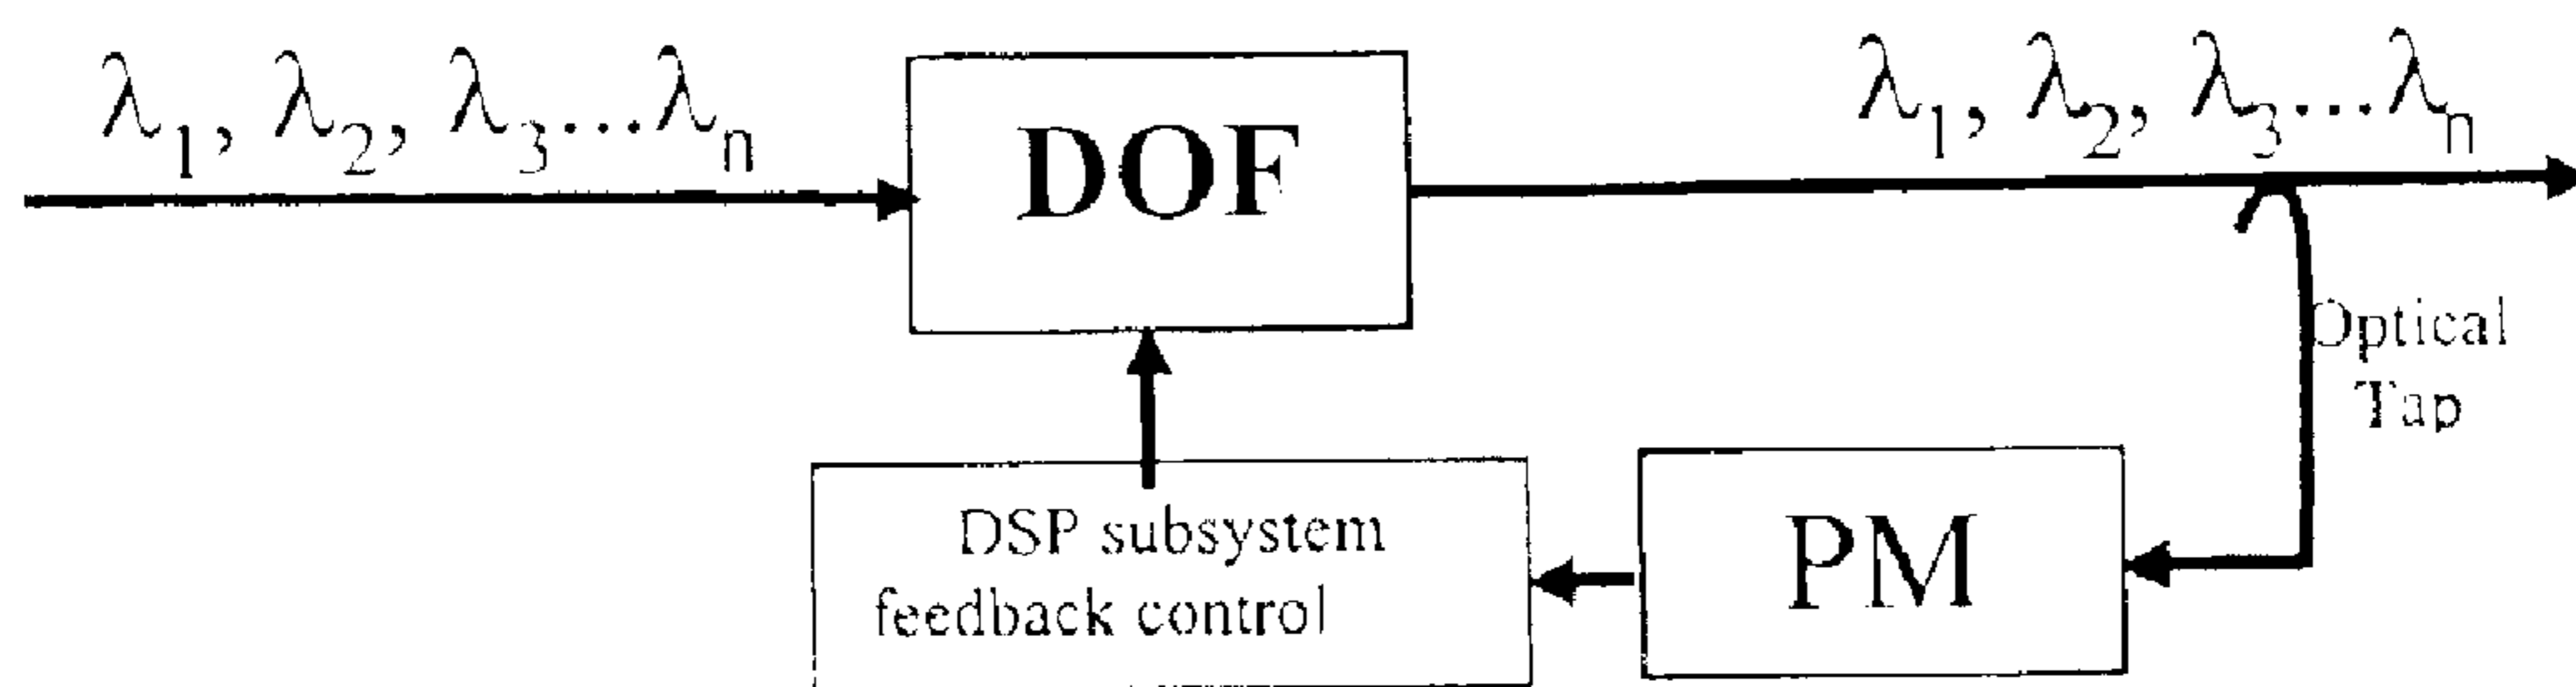 λ₁, λ₂, λ₃...λₙ
DOF
λ₁, λ₂, λ₃...λₙ
Optical
Tap
DSP subsystem
feedback control
PM